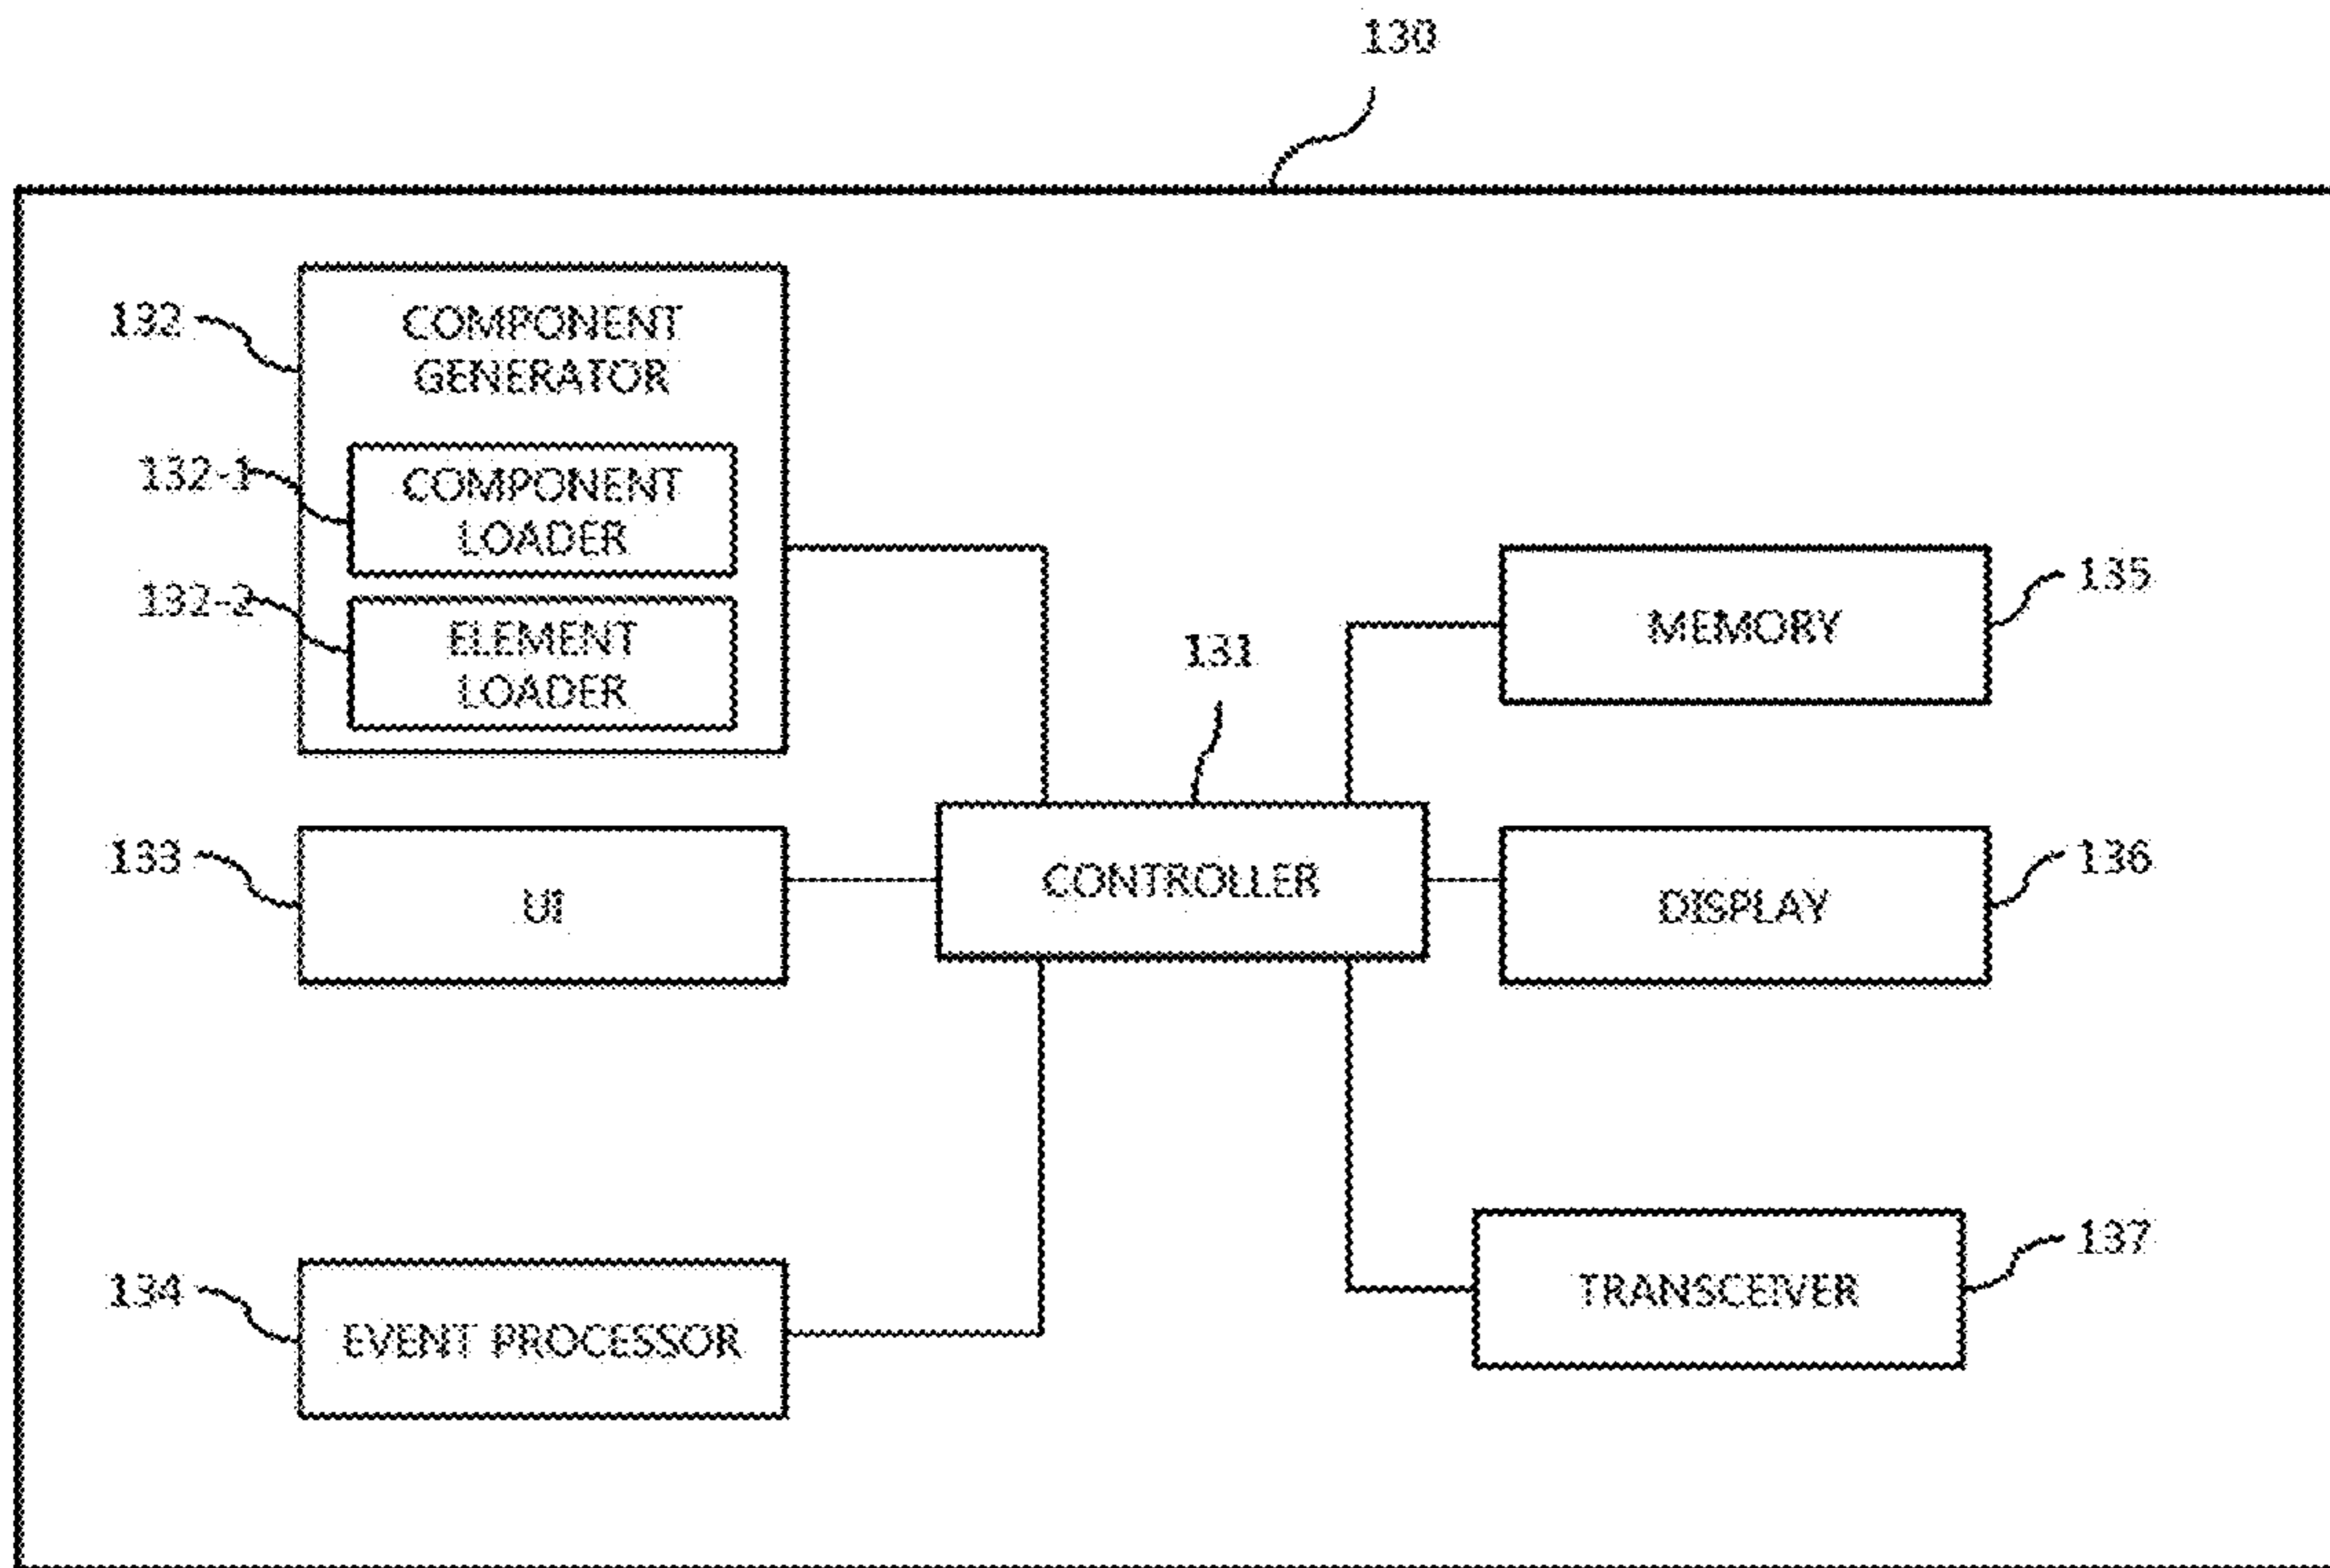 130
132
COMPONENT
GENERATOR
132-1
COMPONENT
LOADER
132-2
ELEMENT
LOADER
135
MEMORY
131
133
UI
CONTROLLER
136
DISPLAY
134
EVENT PROCESSOR
137
TRANSCEIVER